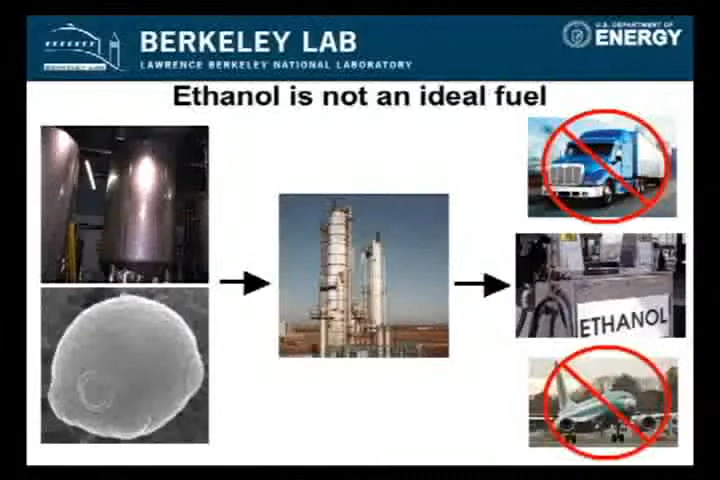 BERKELEY LAB
LAWRENCE BERKELEY NATIONAL LABORATORY
U.S. DEPARTMENT OF
ENERGY
Ethanol is not an ideal fuel
ETHANOL